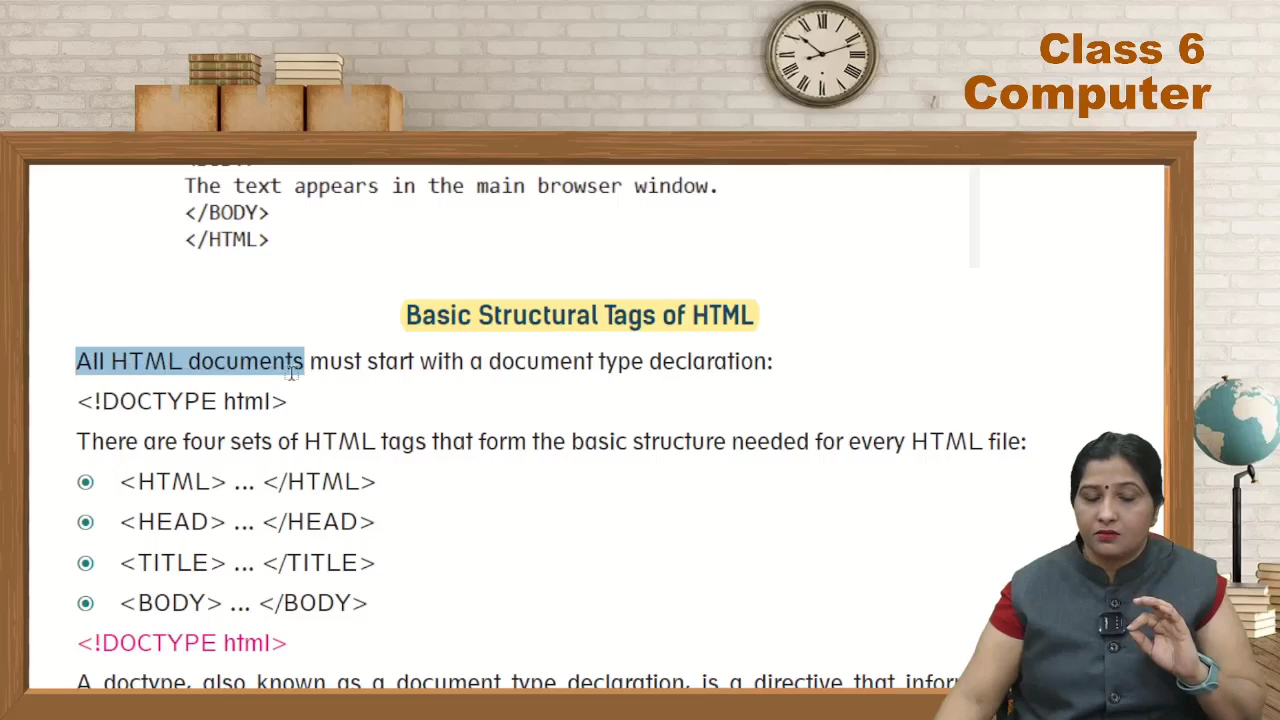 Class 6
Computer
The text appears in the main browser window.
</BODY>
</HTML>
Basic Structural Tags of HTML
All HTML documents must start with a document type declaration:
<!DOCTYPE html>
There are four sets of HTML tags that form the basic structure needed for every HTML file:
<HTML> ... </HTML>
<HEAD> ... </HEAD>
<TITLE> ... </TITLE>
<BODY> ... </BODY>
<!DOCTYPE html>
A doctype, also known as a document type declaration, is a directive that